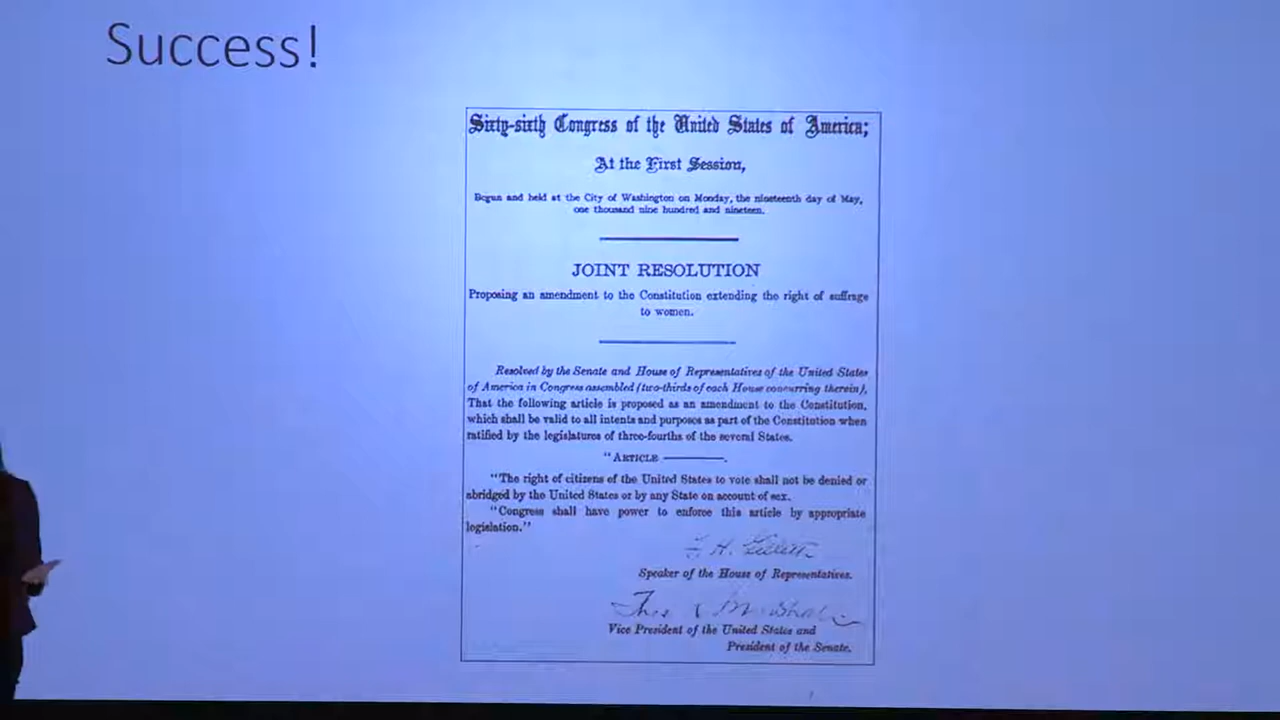 Success!
Sixty-sixth Congress of the United States of America;
At the First Session,
Begun and held at the City of Washington on Monday, the nineteenth day of May,
one thousand nine hundred and nineteen.
JOINT RESOLUTION
Proposing an amendment to the Constitution extending the right of suffrage
to women.
Resolved by the Senate and House of Representatives of the United States
of America in Congress assembled (two-thirds of each House concurring therein),
That the following article is proposed as an amendment to the Constitution,
which shall be valid to all intents and purposes as part of the Constitution when
ratified by the legislatures of three-fourths of the several States.
"ARTICLE ———.
"The right of citizens of the United States to vote shall not be denied or
abridged by the United States or by any State on account of sex.
"Congress shall have power to enforce this article by appropriate
legislation."
H. Gillett
Speaker of the House of Representatives.
Thos R Marshall
Vice President of the United States and
President of the Senate.